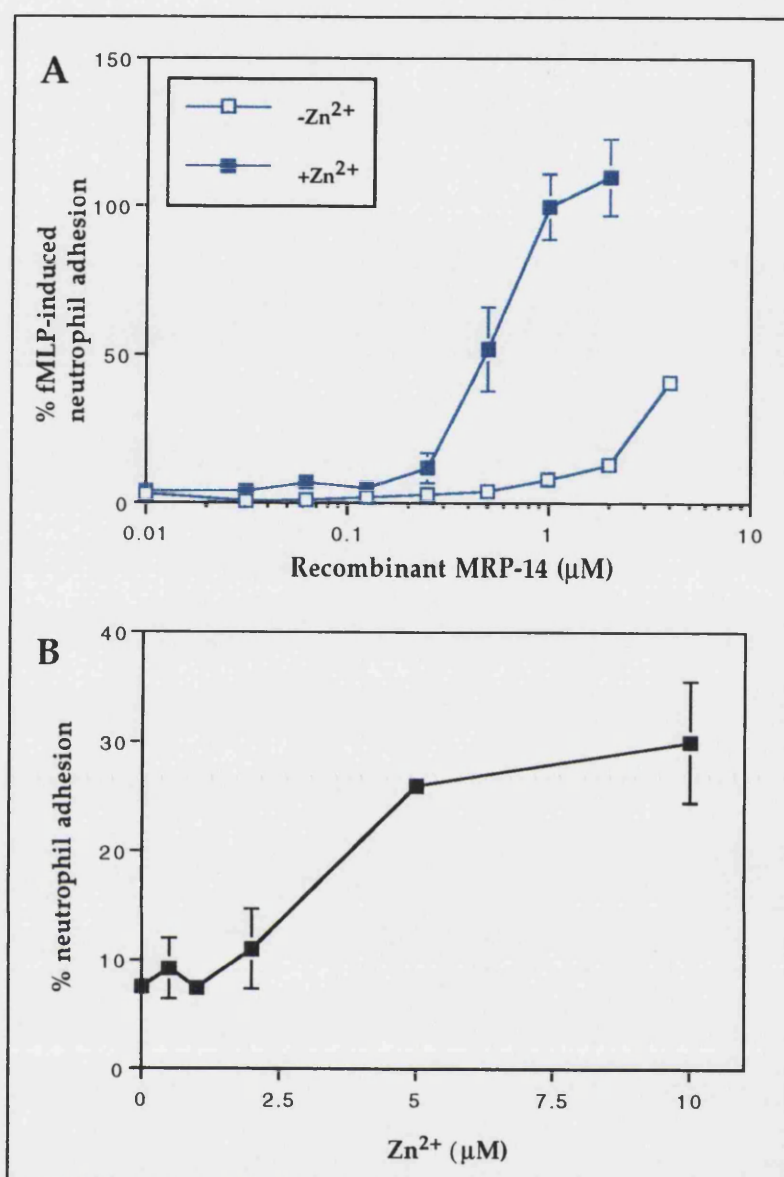 A
150
100
50
0
-Zn²⁺
+Zn²⁺
% fMLP-induced
neutrophil adhesion
0.01 0.1 1 10
Recombinant MRP-14 (µM)
B
40
30
20
10
0
% neutrophil adhesion
0 2.5 5 7.5 10
Zn²⁺ (µM)